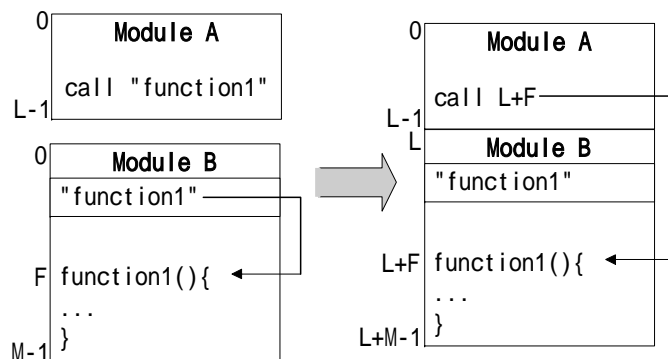 0
Module A
call "function1"
L-1
0
Module B
"function1"
F function1(){
...
}
M-1
0
Module A
call L+F
L-1
L
Module B
"function1"
L+F function1(){
...
}
L+M-1